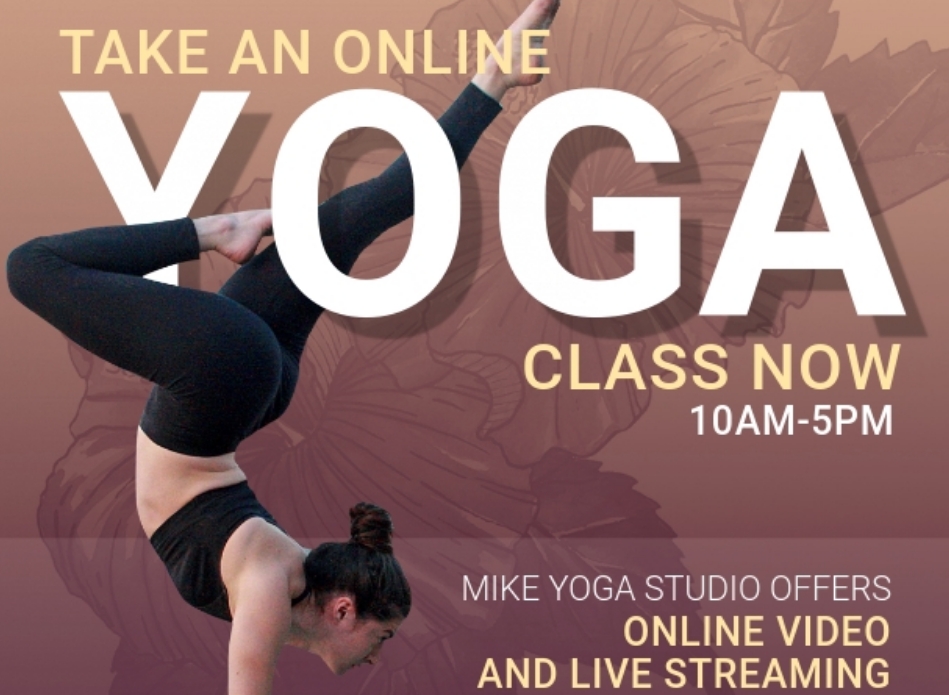 TAKE AN ONLINE
YOGA
CLASS NOW
10AM-5PM
MIKE YOGA STUDIO OFFERS
ONLINE VIDEO
AND LIVE STREAMING